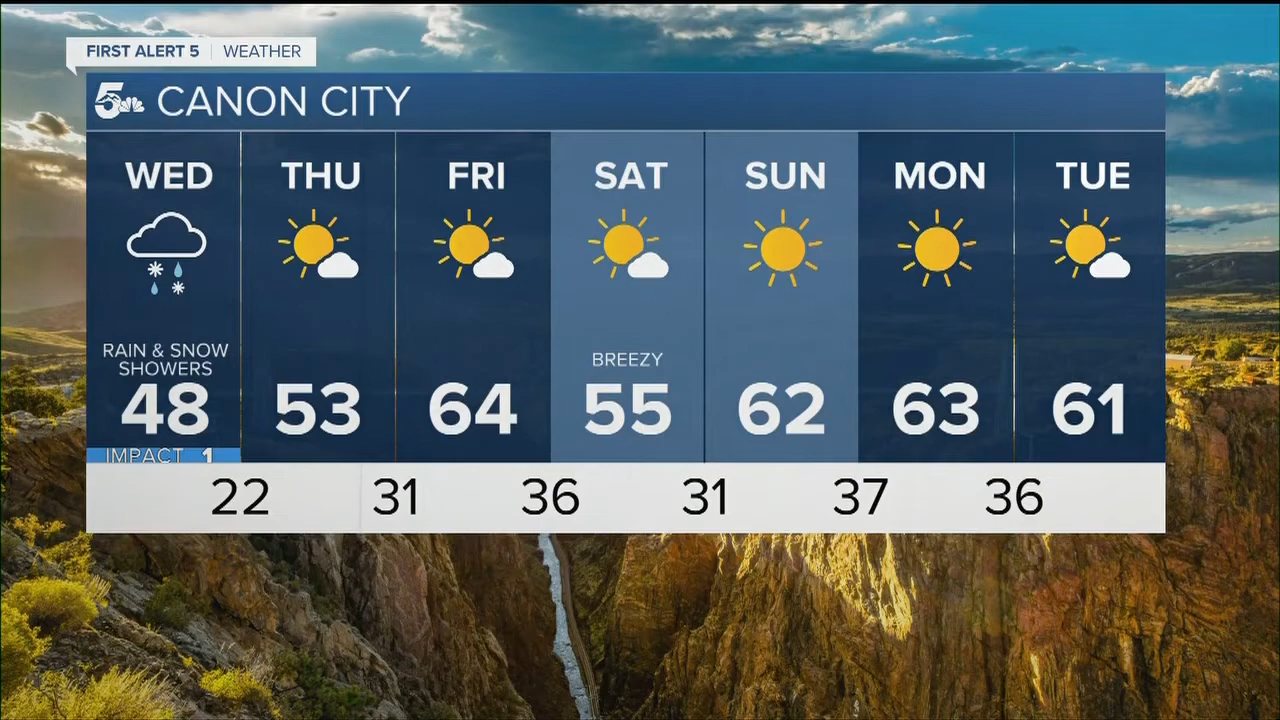 FIRST ALERT 5 WEATHER
5 CANON CITY
WED THU FRI SAT SUN MON TUE
RAIN & SNOW
SHOWERS
BREEZY
48 53 64 55 62 63 61
IMPACT 1
22 31 36 31 37 36